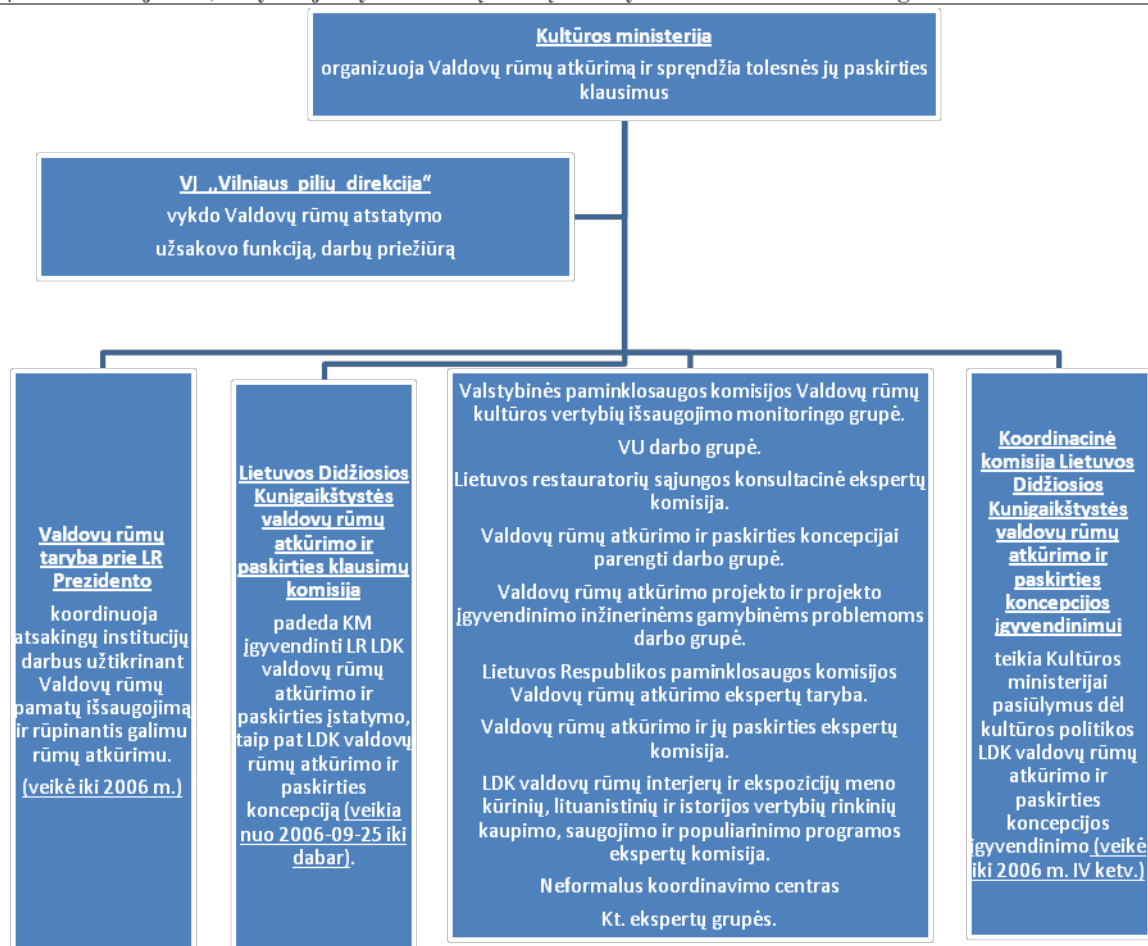 Kultūros ministerija
organizuoja Valdovų rūmų atkūrimą ir sprendžia tolesnės jų paskirties
klausimus
VĮ „Vilniaus pilių direkcija“
vykdo Valdovų rūmų atstatymo
užsakovo funkciją, darbų priežiūrą
Valdovų rūmų
taryba prie LR
Prezidento
koordinuoja
atsakingų institucijų
darbus užtikrinant
Valdovų rūmų
pamatų išsaugojimą
ir rūpinantis galimu
rūmų atkūrimu.
(veikė iki 2006 m.)
Lietuvos Didžiosios
Kunigaikštystės
valdovų rūmų
atkūrimo ir
paskirties klausimų
komisija
padeda KM
įgyvendinti LR LDK
valdovų rūmų
atkūrimo ir
paskirties įstatymo,
taip pat LDK valdovų
rūmų atkūrimo ir
paskirties
koncepciją (veikia
nuo 2006-09-25 iki
dabar).
Valstybinės paminklosaugos komisijos Valdovų rūmų
kultūros vertybių išsaugojimo monitoringo grupė.
VU darbo grupė.
Lietuvos restauratorių sąjungos konsultacinė ekspertų
komisija.
Valdovų rūmų atkūrimo ir paskirties koncepcijai
parengti darbo grupė.
Valdovų rūmų atkūrimo projekto ir projekto
įgyvendinimo inžinerinėms gamybinėms problemoms
darbo grupė.
Lietuvos Respublikos paminklosaugos komisijos
Valdovų rūmų atkūrimo ekspertų taryba.
Valdovų rūmų atkūrimo ir jų paskirties ekspertų
komisija.
LDK valdovų rūmų interjerų ir ekspozicijų meno
kūrinių, lituanistinių ir istorijos vertybių rinkinių
kaupimo, saugojimo ir populiarinimo programos
ekspertų komisija.
Neformalus koordinavimo centras
Kt. ekspertų grupės.
Koordinacinė
komisija Lietuvos
Didžiosios
Kunigaikštystės
valdovų rūmų
atkūrimo ir
paskirties
koncepcijos
įgyvendinimui
teikia Kultūros
ministerijai
pasiūlymus dėl
kultūros politikos
LDK valdovų rūmų
atkūrimo ir
paskirties
koncepcijos
įgyvendinimo (veikė
iki 2006 m. IV ketv.)